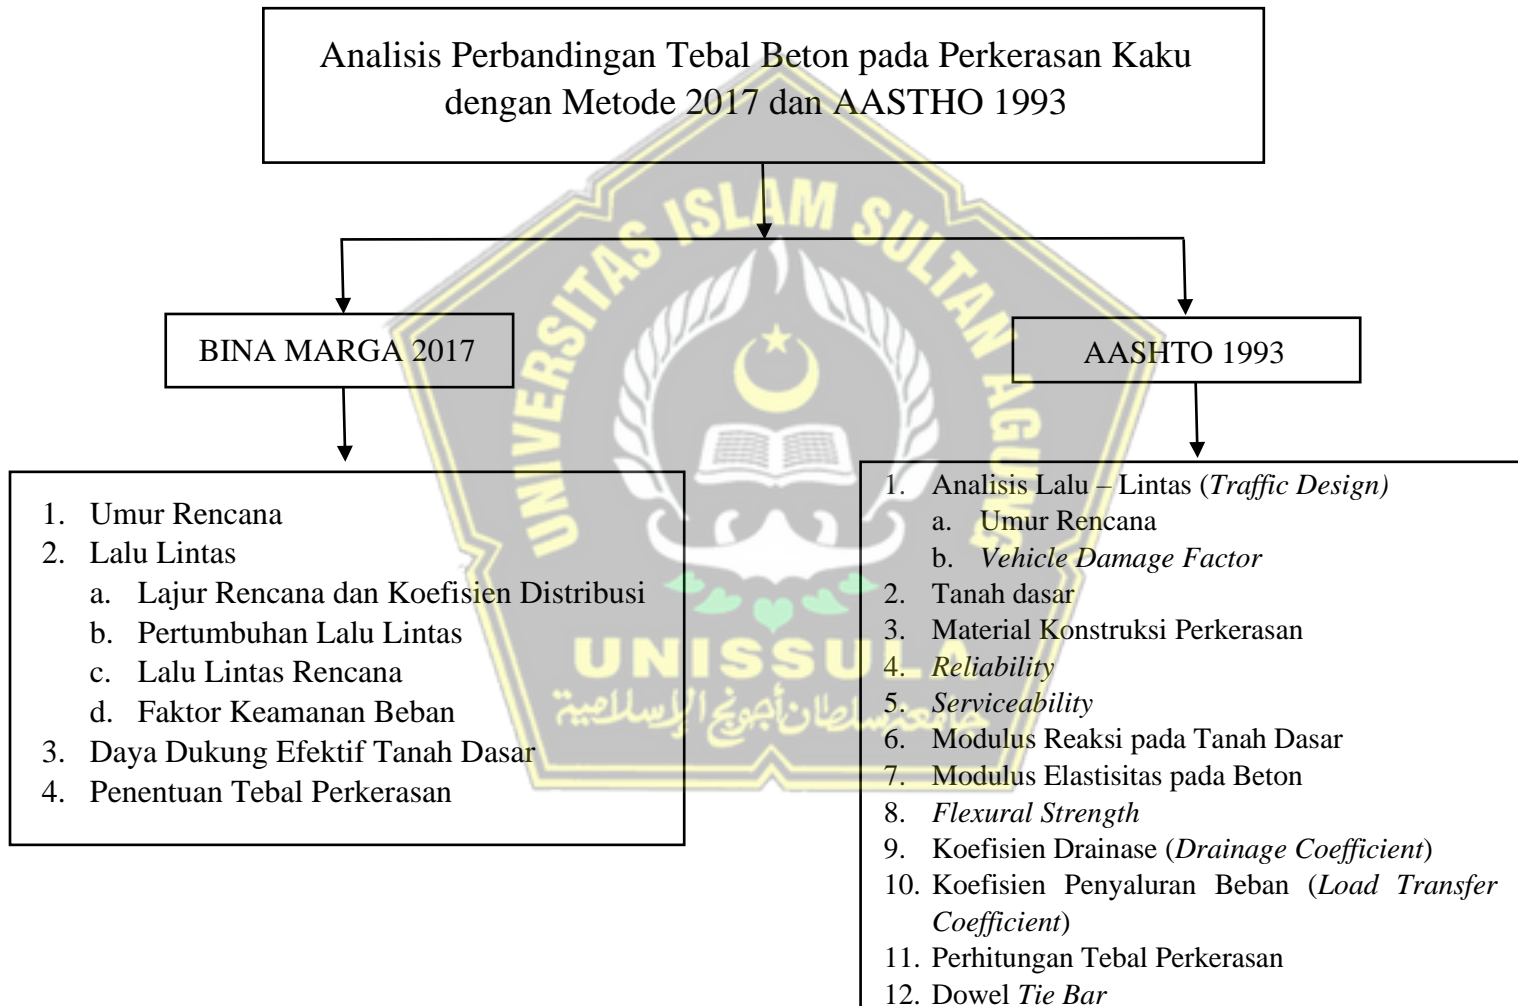 Analisis Perbandingan Tebal Beton pada Perkerasan Kaku
dengan Metode 2017 dan AASTHO 1993
UNIVERSITAS ISLAM SULTAN AGUNG
BINA MARGA 2017
AASHTO 1993
1. Umur Rencana
2. Lalu Lintas
a. Lajur Rencana dan Koefisien Distribusi
b. Pertumbuhan Lalu Lintas
c. Lalu Lintas Rencana
d. Faktor Keamanan Beban
3. Daya Dukung Efektif Tanah Dasar
4. Penentuan Tebal Perkerasan
1. Analisis Lalu – Lintas (Traffic Design)
a. Umur Rencana
b. Vehicle Damage Factor
2. Tanah dasar
3. Material Konstruksi Perkerasan
4. Reliability
5. Serviceability
6. Modulus Reaksi pada Tanah Dasar
7. Modulus Elastisitas pada Beton
8. Flexural Strength
9. Koefisien Drainase (Drainage Coefficient)
10. Koefisien Penyaluran Beban (Load Transfer
Coefficient)
11. Perhitungan Tebal Perkerasan
12. Dowel Tie Bar
UNISSULA
جامعنسلطان أجونج الإسلامية